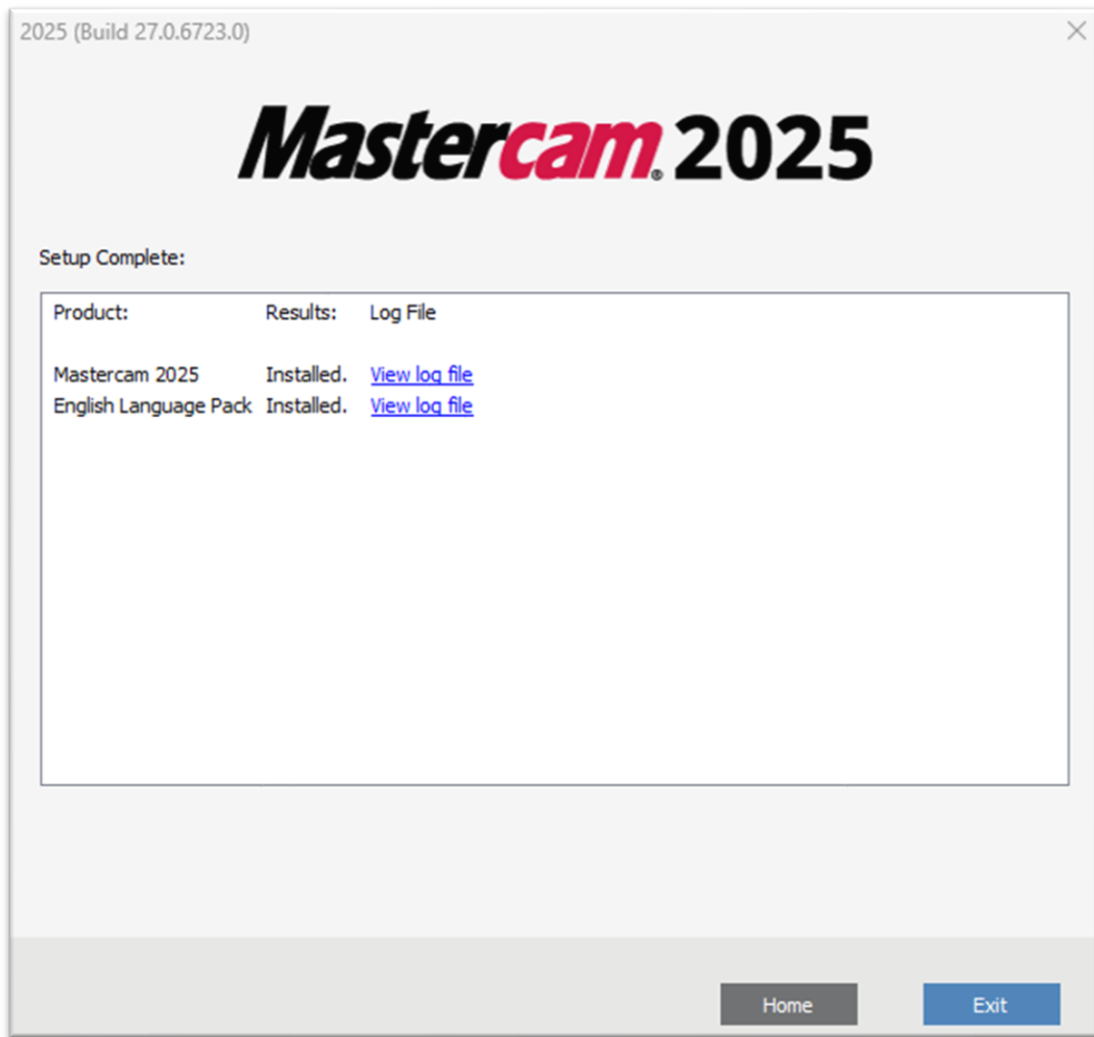 2025 (Build 27.0.6723.0)
Mastercam® 2025
Setup Complete:
Product: Results: Log File
Mastercam 2025 Installed. View log file
English Language Pack Installed. View log file
Home Exit